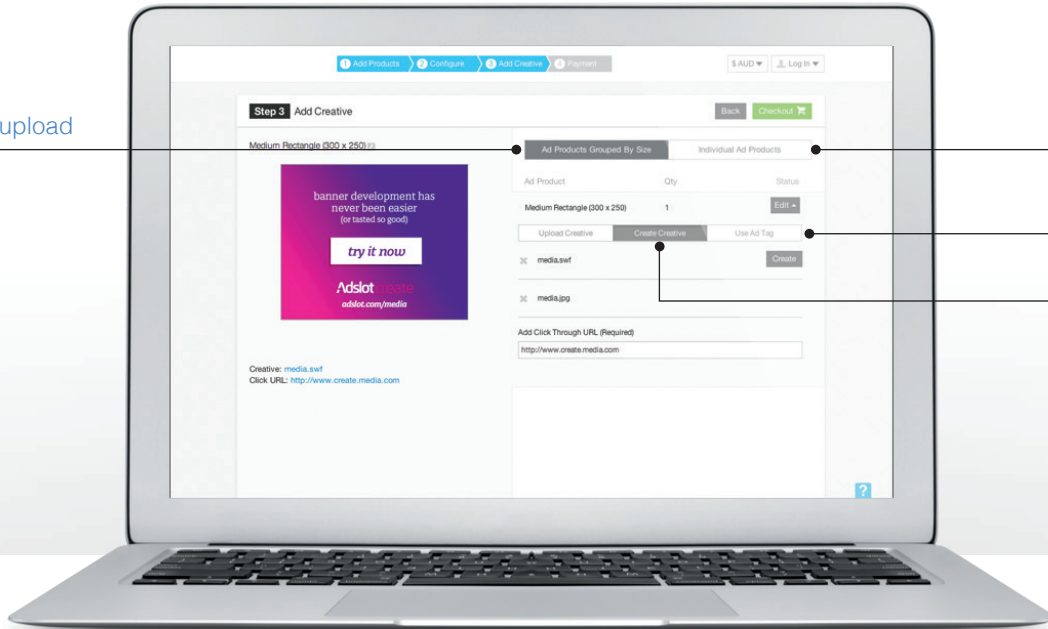 upload
1 Add Products 2 Configure 3 Add Creative 4 Payment
$ AUD Log In
Step 3 Add Creative
Back Checkout
Medium Rectangle (300 x 250)
Ad Products Grouped By Size Individual Ad Products
Ad Product Qty Status
Medium Rectangle (300 x 250) 1 Edit
Upload Creative Create Creative Use Ad Tag
media.swf Create
media.jpg
Add Click Through URL (Required)
http://www.create.media.com
banner development has
never been easier
(or tasted so good)
try it now
Adslot Create
adslot.com/media
Creative: media.swf
Click URL: http://www.create.media.com
?